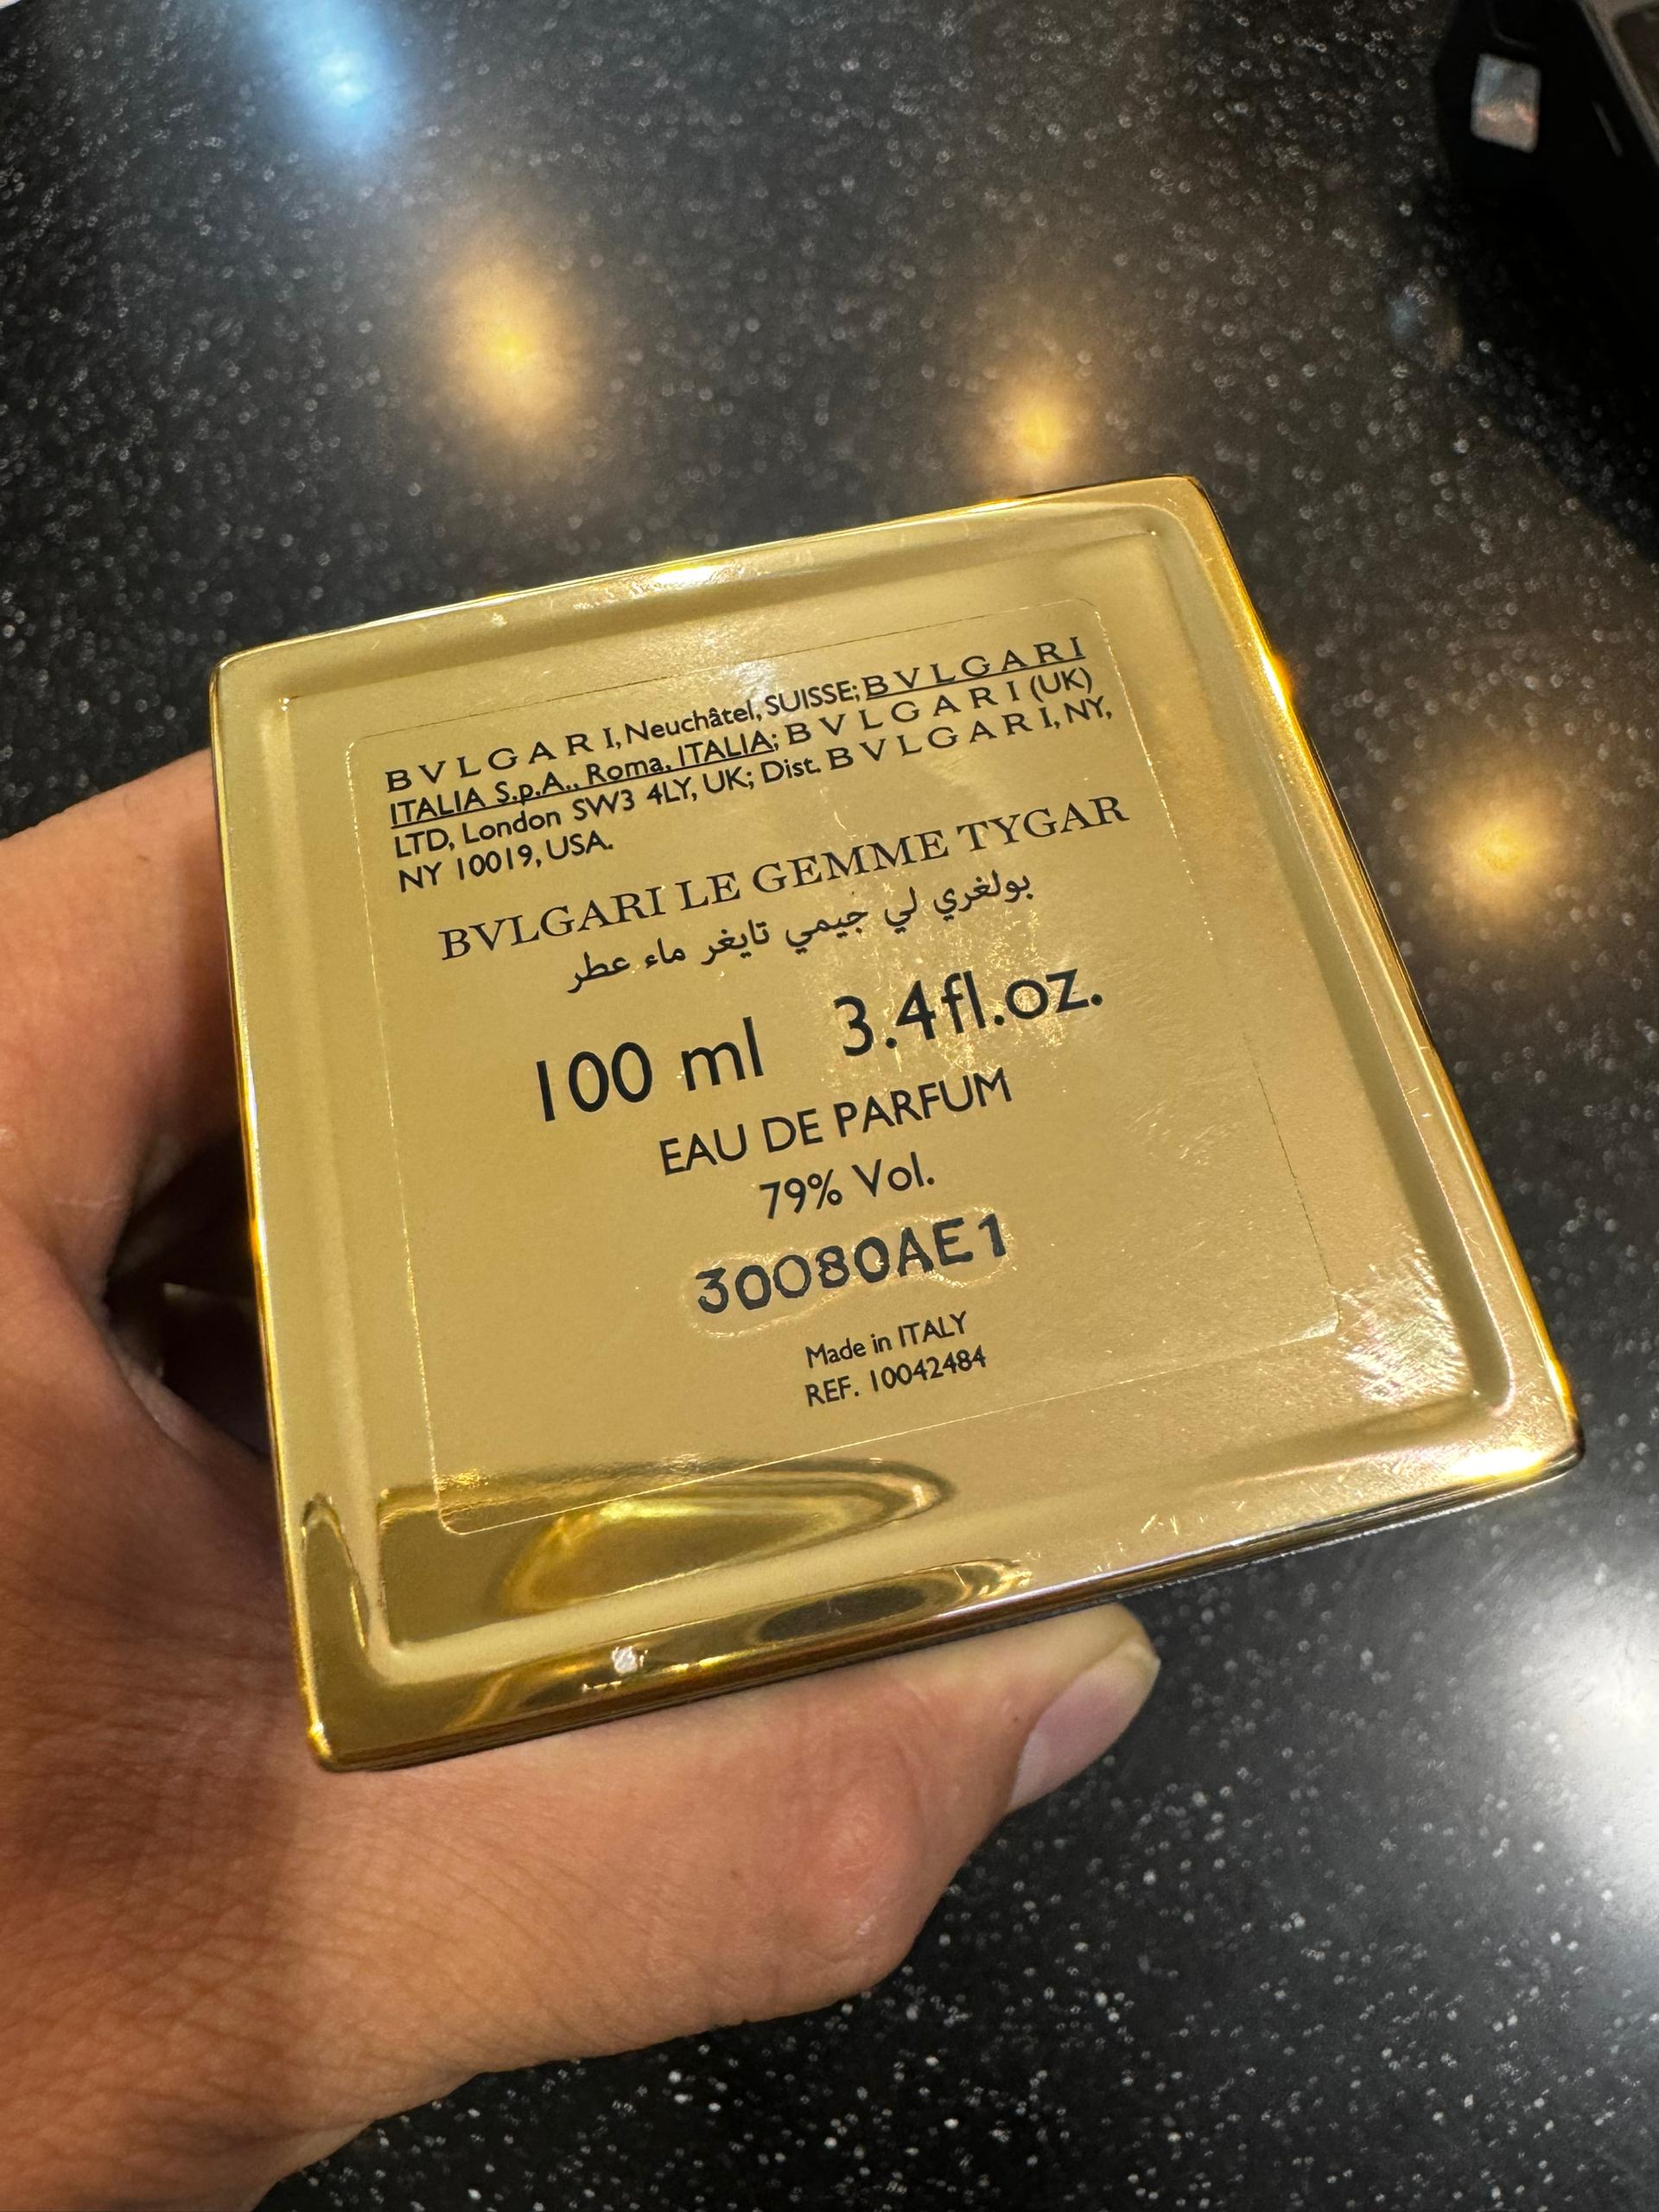 BVLGARI, Neuchâtel, SUISSE; BVLGARI
ITALIA S.p.A., Roma, ITALIA; BVLGARI (UK)
LTD, London SW3 4LY, UK; Dist. BVLGARI, NY,
NY 10019, USA.
BVLGARI LE GEMME TYGAR
بولغري لي جيمي تايغر ماء عطر
100 ml 3.4fl.oz.
EAU DE PARFUM
79% Vol.
30080AE1
Made in ITALY
REF. 10042484